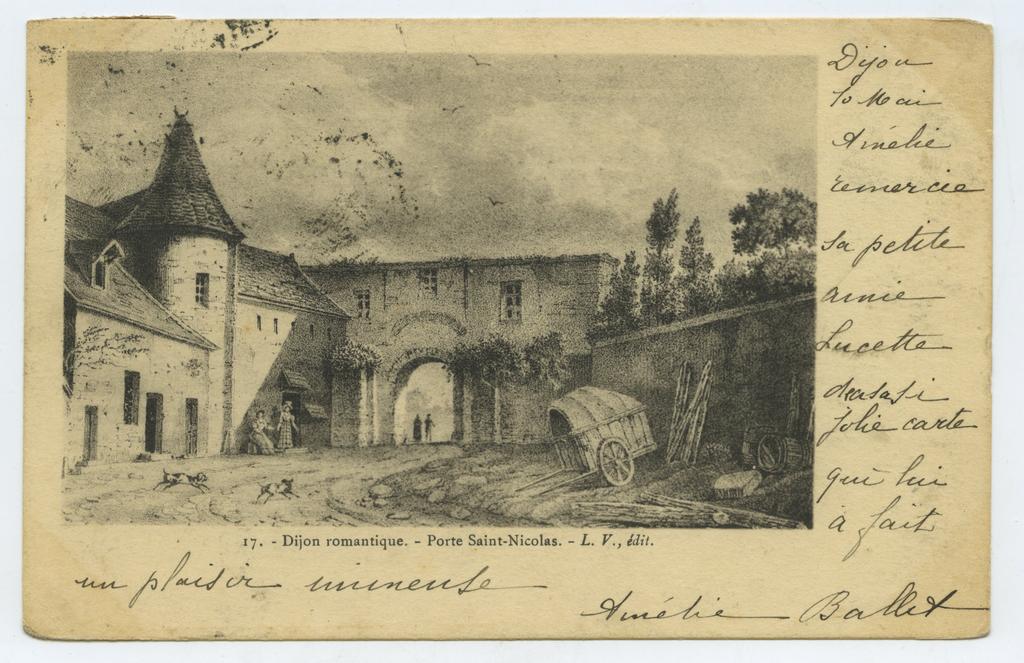 Dijon
10 Mai
Amélie
remercie
sa petite
amie
Lucette
de sa si
Jolie carte
qui lui
a fait
17. - Dijon romantique. - Porte Saint-Nicolas. - L. V., édit.
un plaisir immense
Amélie Ballet